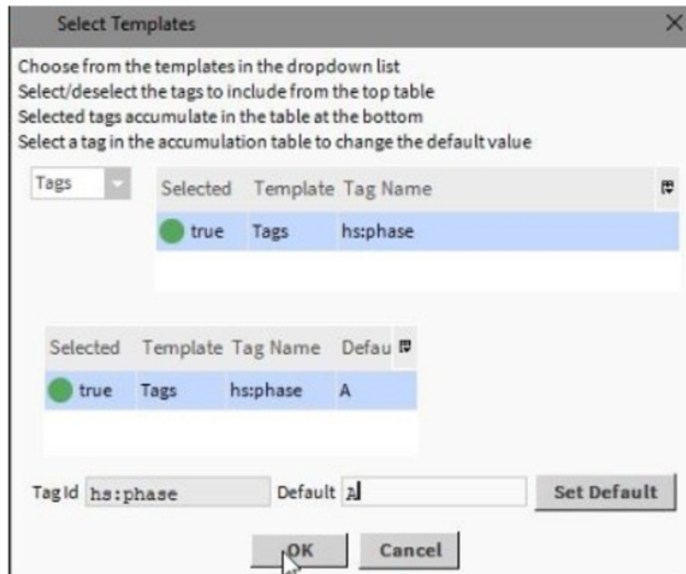 Select Templates
Choose from the templates in the dropdown list
Select/deselect the tags to include from the top table
Selected tags accumulate in the table at the bottom
Select a tag in the accumulation table to change the default value
Tags
Selected Template Tag Name
true Tags hs:phase
Selected Template Tag Name Defau
true Tags hs:phase A
Tag Id hs:phase Default A Set Default
OK Cancel